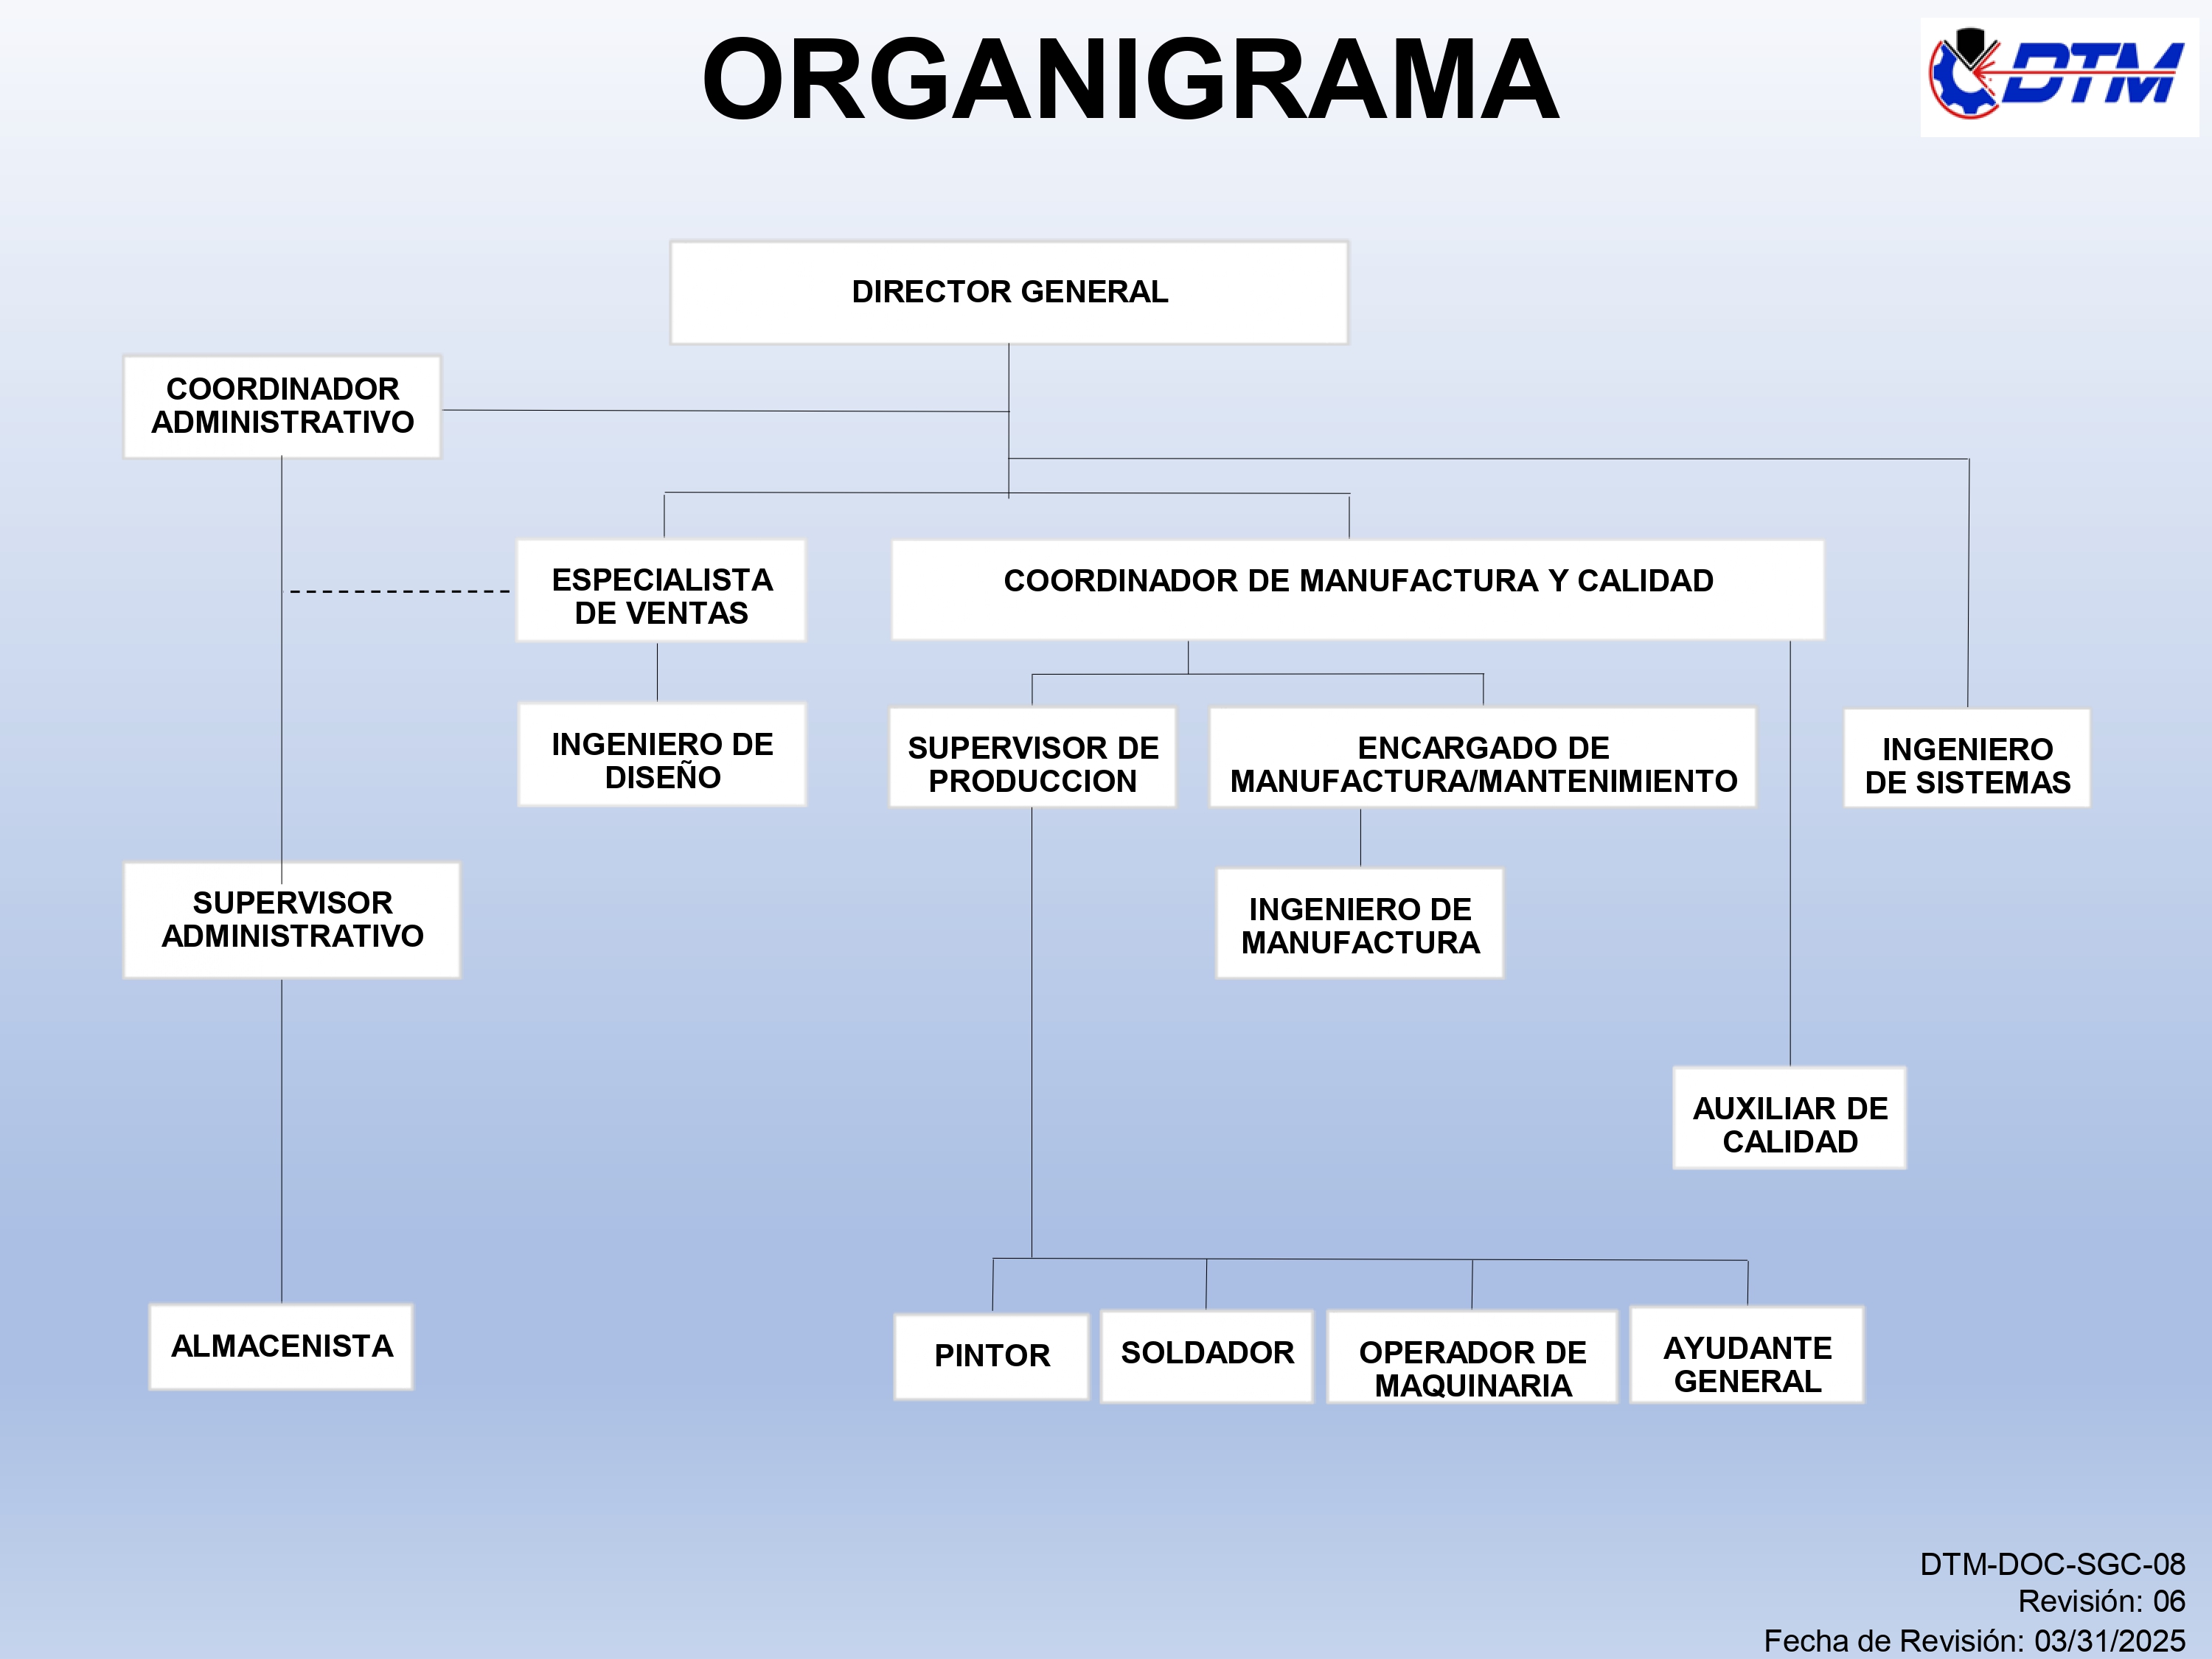 ORGANIGRAMA
DTM
DIRECTOR GENERAL
COORDINADOR
ADMINISTRATIVO
ESPECIALISTA
DE VENTAS
COORDINADOR DE MANUFACTURA Y CALIDAD
INGENIERO DE
DISEÑO
SUPERVISOR DE
PRODUCCION
ENCARGADO DE
MANUFACTURA/MANTENIMIENTO
INGENIERO
DE SISTEMAS
SUPERVISOR
ADMINISTRATIVO
INGENIERO DE
MANUFACTURA
AUXILIAR DE
CALIDAD
ALMACENISTA
PINTOR
SOLDADOR
OPERADOR DE
MAQUINARIA
AYUDANTE
GENERAL
DTM-DOC-SGC-08
Revisión: 06
Fecha de Revisión: 03/31/2025